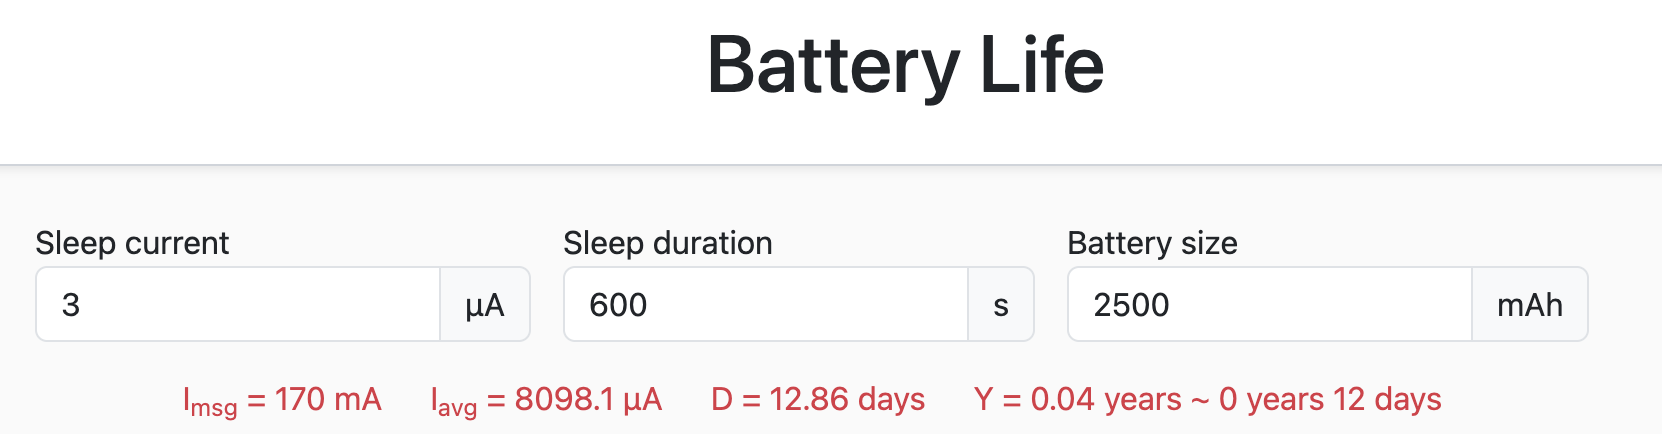 Battery Life
Sleep current Sleep duration Battery size
3 µA 600 s 2500 mAh
Imsg = 170 mA Iavg = 8098.1 µA D = 12.86 days Y = 0.04 years ~ 0 years 12 days